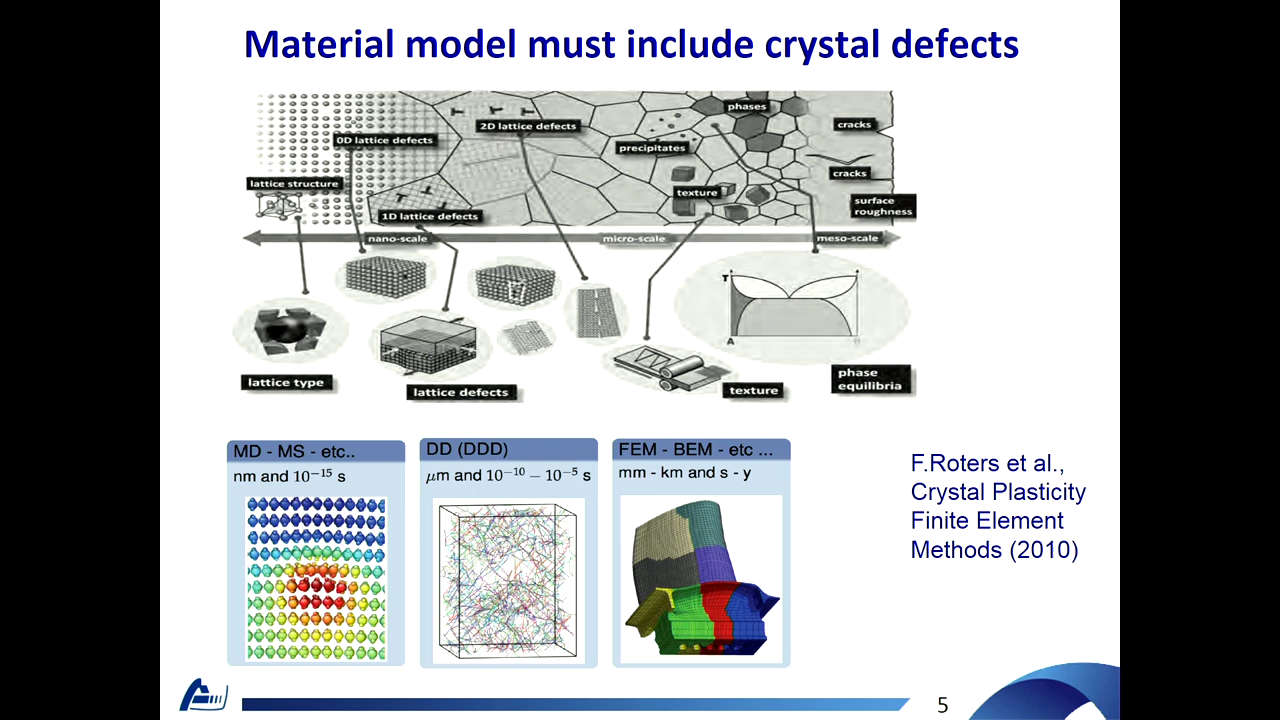 Material model must include crystal defects
phases
2D lattice defects
cracks
0D lattice defects
precipitates
cracks
lattice structure
texture
surface
roughness
1D lattice defects
nano-scale
micro-scale
meso-scale
T
A
lattice type
lattice defects
texture
phase
equilibria
MD - MS - etc..
nm and 10⁻¹⁵ s
DD (DDD)
μm and 10⁻¹⁰ − 10⁻⁵ s
FEM - BEM - etc ...
mm - km and s - y
F.Roters et al.,
Crystal Plasticity
Finite Element
Methods (2010)
5